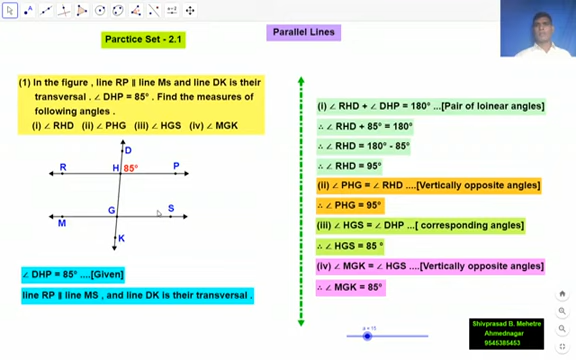 Parctice Set - 2.1
Parallel Lines
(1) In the figure , line RP ∥ line Ms and line DK is their
transversal . ∠ DHP = 85° . Find the measures of
following angles .
(i) ∠ RHD (ii) ∠ PHG (iii) ∠ HGS (iv) ∠ MGK
D
R
H 85°
P
G
S
M
K
∠ DHP = 85° ....[Given]
line RP ∥ line MS , and line DK is their transversal .
(i) ∠ RHD + ∠ DHP = 180° ...[Pair of loinear angles]
∴ ∠ RHD + 85° = 180°
∴ ∠ RHD = 180° - 85°
∴ ∠ RHD = 95°
(ii) ∠ PHG = ∠ RHD ....[Vertically opposite angles]
∴ ∠ PHG = 95°
(iii) ∠ HGS = ∠ DHP ...[ corresponding angles]
∴ ∠ HGS = 85 °
(iv) ∠ MGK = ∠ HGS ....[Vertically opposite angles]
∴ ∠ MGK = 85°
a = 15
Shivprasad B. Mehetre
Ahmednagar
9545385453